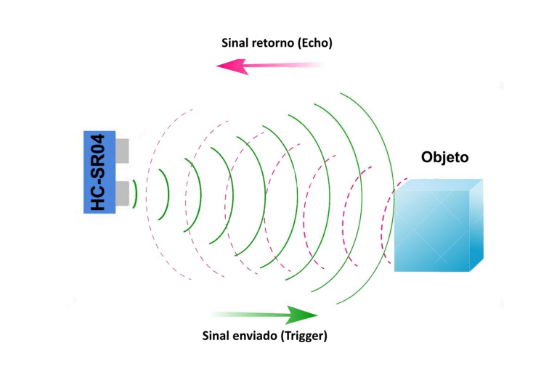 Sinal retorno (Echo)
HC-SR04
Objeto
Sinal enviado (Trigger)